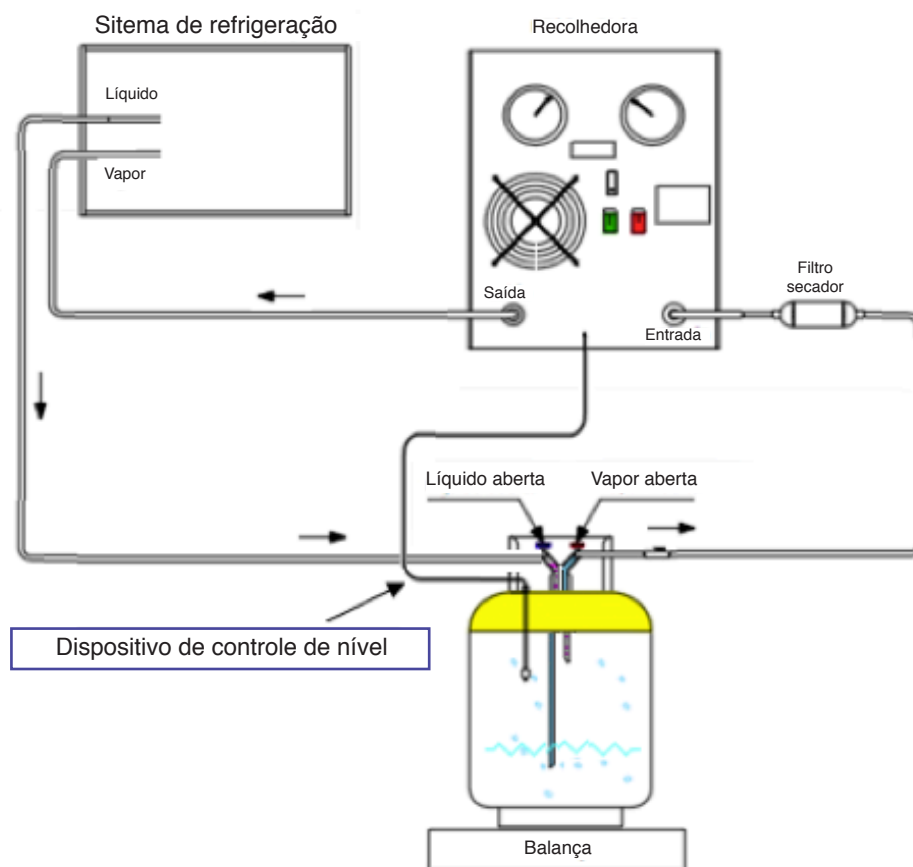 Sitema de refrigeração
Recolhedora
Líquido
Vapor
Saída
Entrada
Filtro
secador
Líquido aberta
Vapor aberta
Dispositivo de controle de nível
Balança